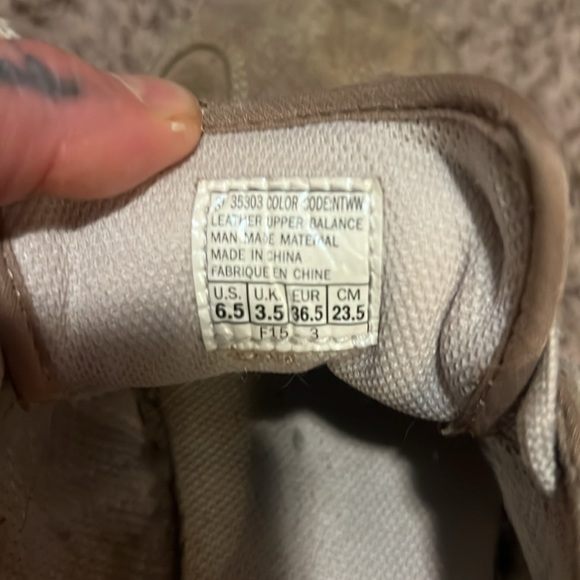 35303 COLOR CODE:NTWW
LEATHER UPPER BALANCE
MAN MADE MATERIAL
MADE IN CHINA
FABRIQUE EN CHINE
U.S. U.K. EUR CM
6.5 3.5 36.5 23.5
F15 3